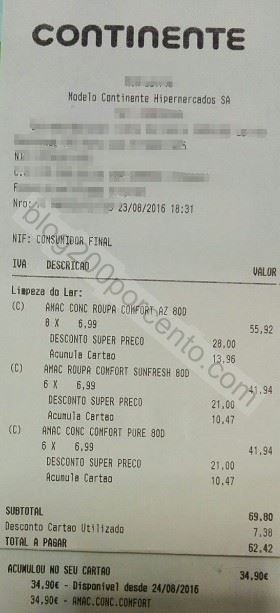 CONTINENTE
Modelo Continente Hipermercados SA
Nro: 23/08/2016 18:31
NIF: CONSUMIDOR FINAL
IVA DESCRICAO VALOR
Limpeza do Lar:
(C) AMAC CONC ROUPA COMFORT AZ 80D
8 X 6,99 55,92
DESCONTO SUPER PRECO 28,00
Acumula Cartao 13,96
(C) AMAC ROUPA COMFORT SUNFRESH 80D
6 X 6,99 41,94
DESCONTO SUPER PRECO 21,00
Acumula Cartao 10,47
(C) AMAC CONC COMFORT PURE 80D
6 X 6,99 41,94
DESCONTO SUPER PRECO 21,00
Acumula Cartao 10,47
SUBTOTAL 69,80
Desconto Cartao Utilizado 7,38
TOTAL A PAGAR 62,42
ACUMULOU NO SEU CARTAO 34,90€
34,90€ - Disponivel desde 24/08/2016
34,90€ - AMAC.CONC.COMFORT
blog200porcento.com